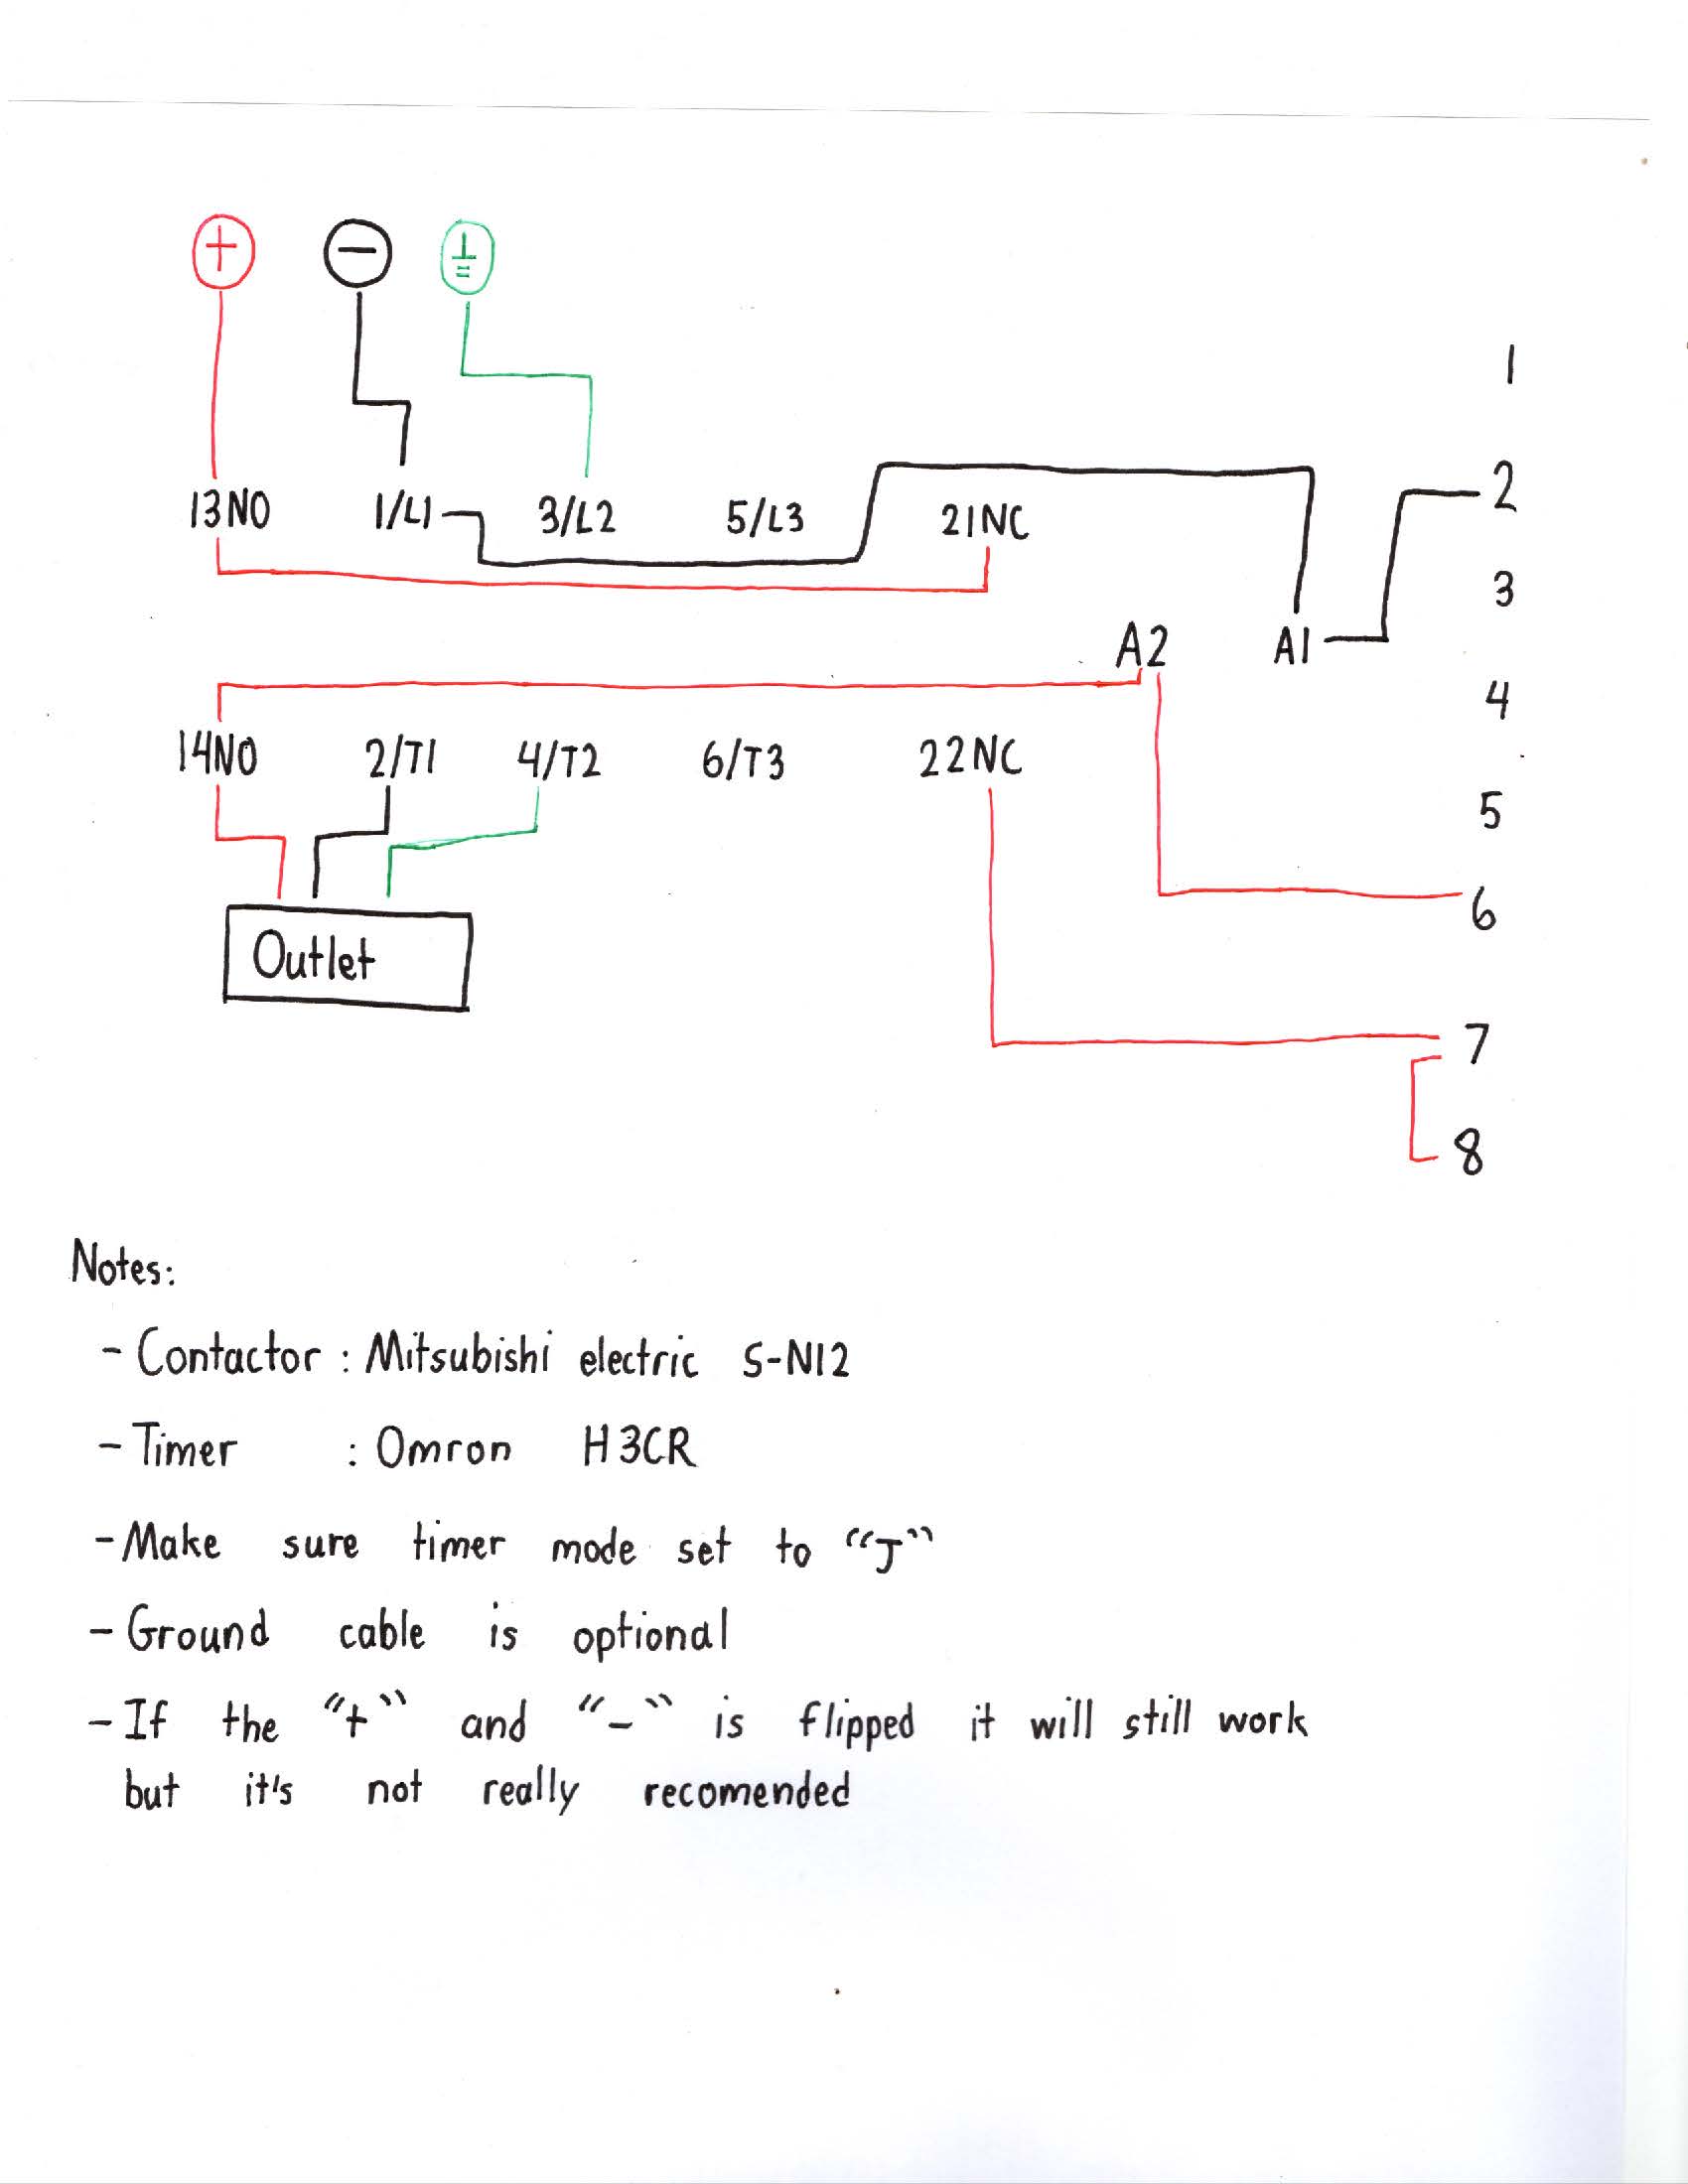 + − ⏚
1
13NO 1/L1 3/L2 5/L3 21NC 2
3
A2 A1
4
14NO 2/T1 4/T2 6/T3 22NC
5
6
Outlet
7
8
Notes:
- Contactor : Mitsubishi electric S-N12
- Timer : Omron H3CR
- Make sure timer mode set to "J"
- Ground cable is optional
- If the "+" and "-" is flipped it will still work
but it's not really recomended